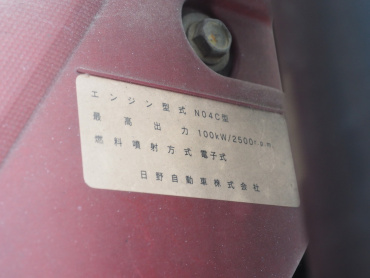 エンジン型式 N04C型
最高出力 100kW/2500r.p.m
燃料噴射方式 電子式
日野自動車株式会社